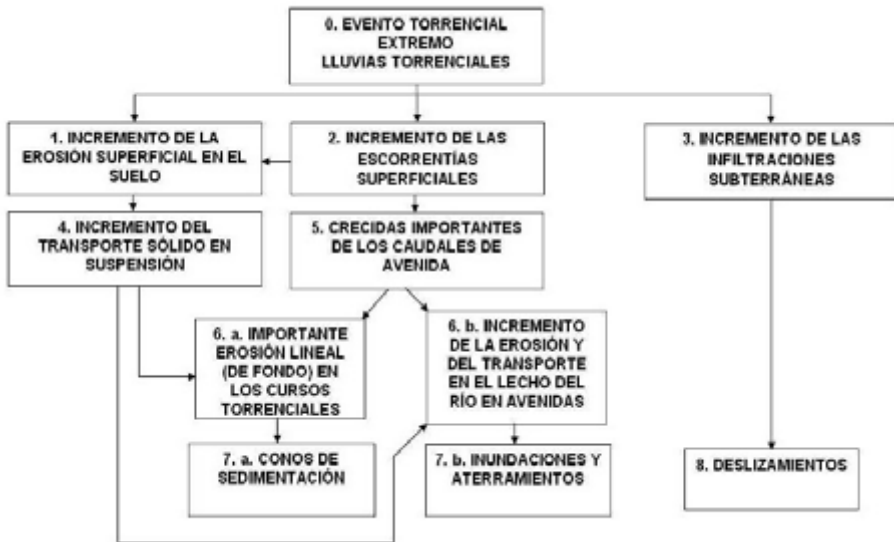 0. EVENTO TORRENCIAL
EXTREMO
LLUVIAS TORRENCIALES
1. INCREMENTO DE LA
EROSIÓN SUPERFICIAL EN EL
SUELO
2. INCREMENTO DE LAS
ESCORRENTÍAS
SUPERFICIALES
3. INCREMENTO DE LAS
INFILTRACIONES
SUBTERRÁNEAS
4. INCREMENTO DEL
TRANSPORTE SÓLIDO EN
SUSPENSIÓN
5. CRECIDAS IMPORTANTES
DE LOS CAUDALES DE
AVENIDA
6. a. IMPORTANTE
EROSIÓN LINEAL
(DE FONDO) EN
LOS CURSOS
TORRENCIALES
6. b. INCREMENTO
DE LA EROSIÓN Y
DEL TRANSPORTE
EN EL LECHO DEL
RÍO EN AVENIDAS
7. a. CONOS DE
SEDIMENTACIÓN
7. b. INUNDACIONES Y
ATERRAMIENTOS
8. DESLIZAMIENTOS